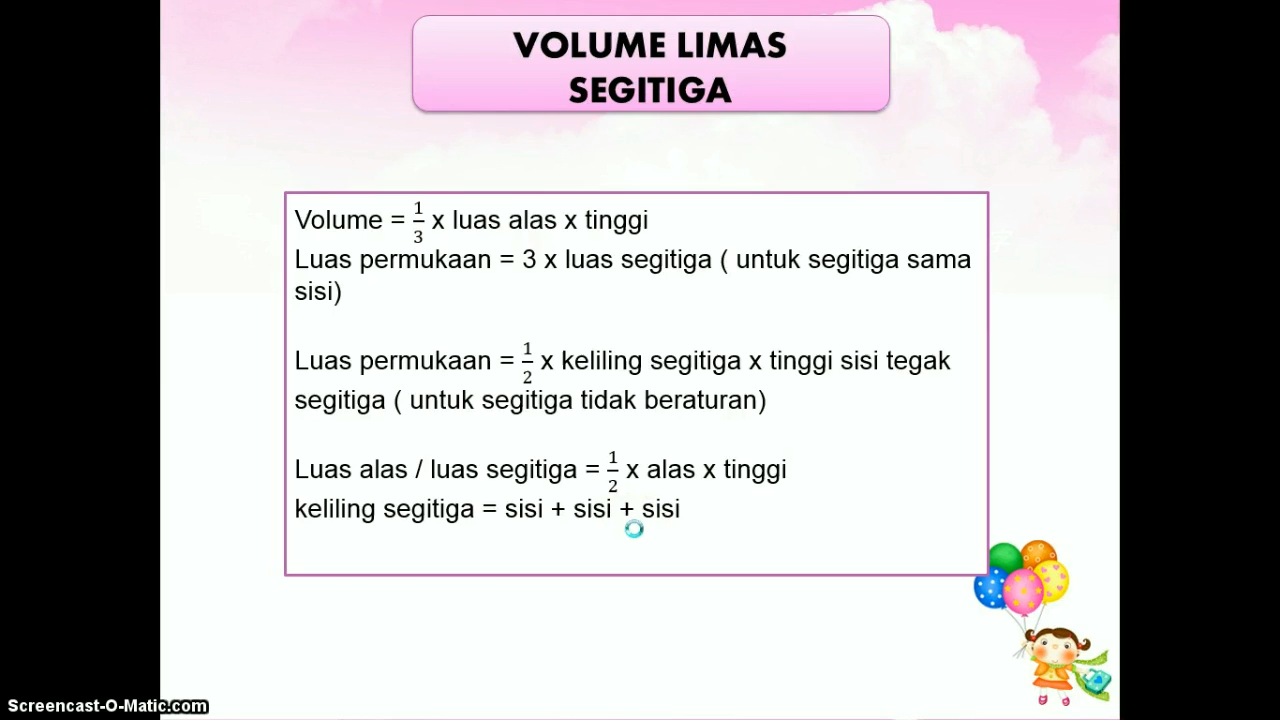 VOLUME LIMAS
SEGITIGA
Volume = 1/3 x luas alas x tinggi
Luas permukaan = 3 x luas segitiga ( untuk segitiga sama
sisi)
Luas permukaan = 1/2 x keliling segitiga x tinggi sisi tegak
segitiga ( untuk segitiga tidak beraturan)
Luas alas / luas segitiga = 1/2 x alas x tinggi
keliling segitiga = sisi + sisi + sisi
Screencast-O-Matic.com